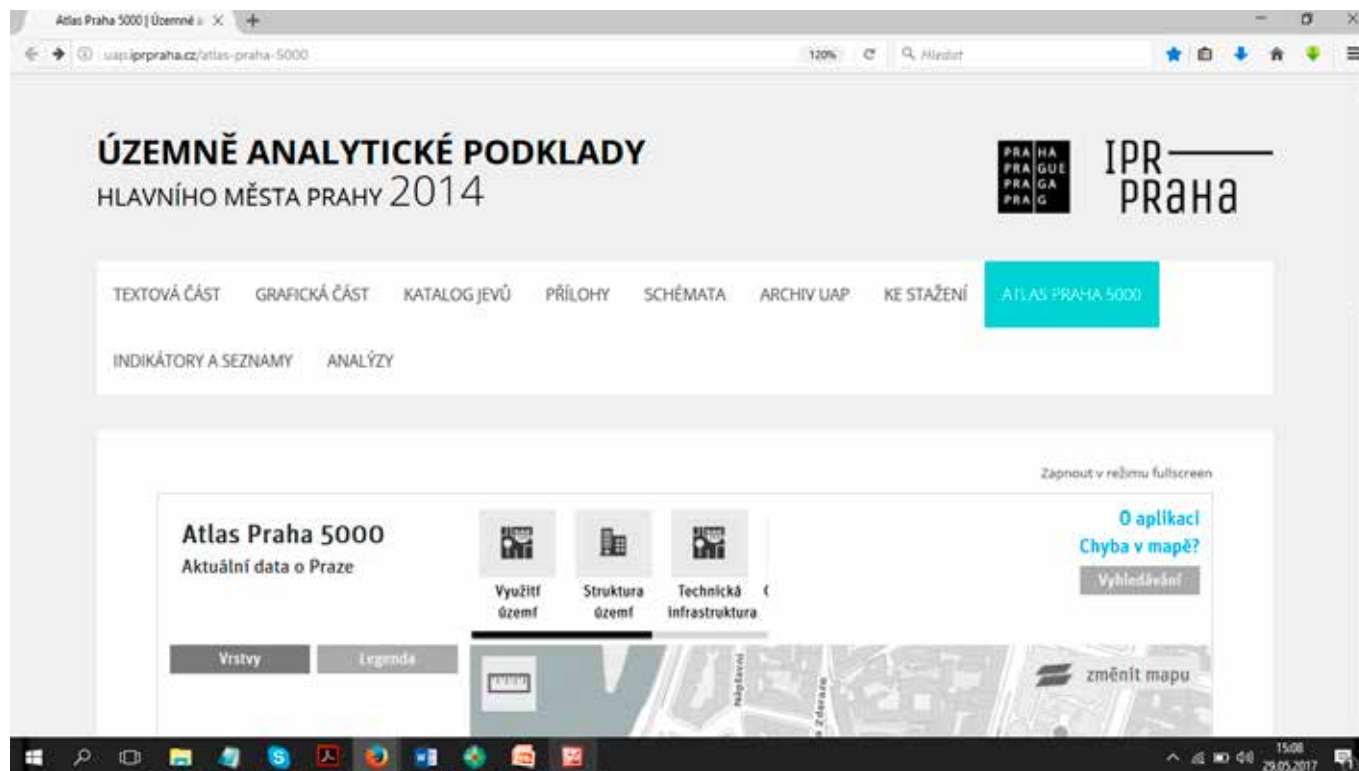 Atlas Praha 5000 | Územně a
uap.iprpraha.cz/atlas-praha-5000
120%
Hledat
ÚZEMNĚ ANALYTICKÉ PODKLADY
HLAVNÍHO MĚSTA PRAHY 2014
PRA HA
PRA GUE
PRA GA
PRA G
IPR
PRaHa
TEXTOVÁ ČÁST GRAFICKÁ ČÁST KATALOG JEVŮ PŘÍLOHY SCHÉMATA ARCHIV UAP KE STAŽENÍ ATLAS PRAHA 5000
INDIKÁTORY A SEZNAMY ANALÝZY
Zapnout v režimu fullscreen
Atlas Praha 5000
Aktuální data o Praze
Využití
území
Struktura
území
Technická
infrastruktura
O aplikaci
Chyba v mapě?
Vyhledávání
Vrstvy
Legenda
Náplavní
Zderaze
změnit mapu
15:08
29.05.2017